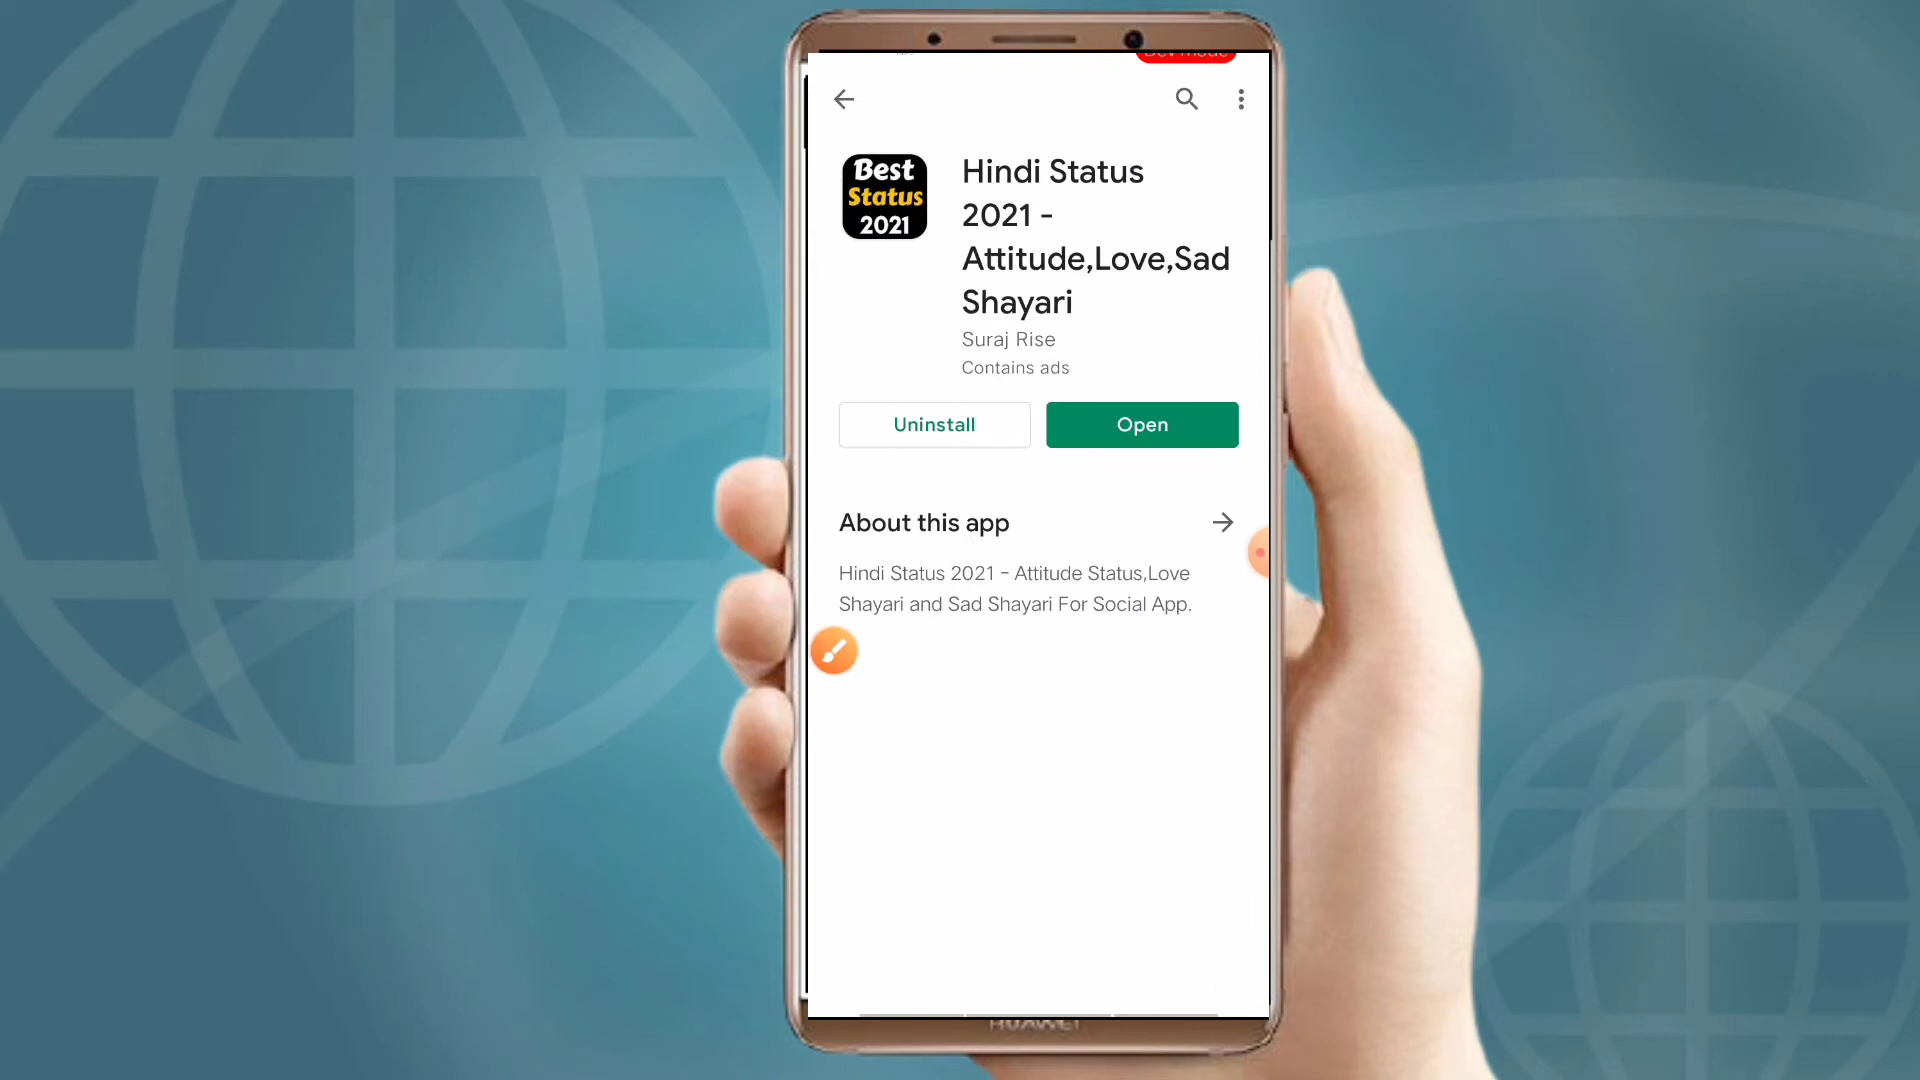 Best
Status
2021
Hindi Status
2021 -
Attitude,Love,Sad
Shayari
Suraj Rise
Contains ads
Uninstall
Open
About this app
Hindi Status 2021 - Attitude Status,Love
Shayari and Sad Shayari For Social App.
HUAWEI